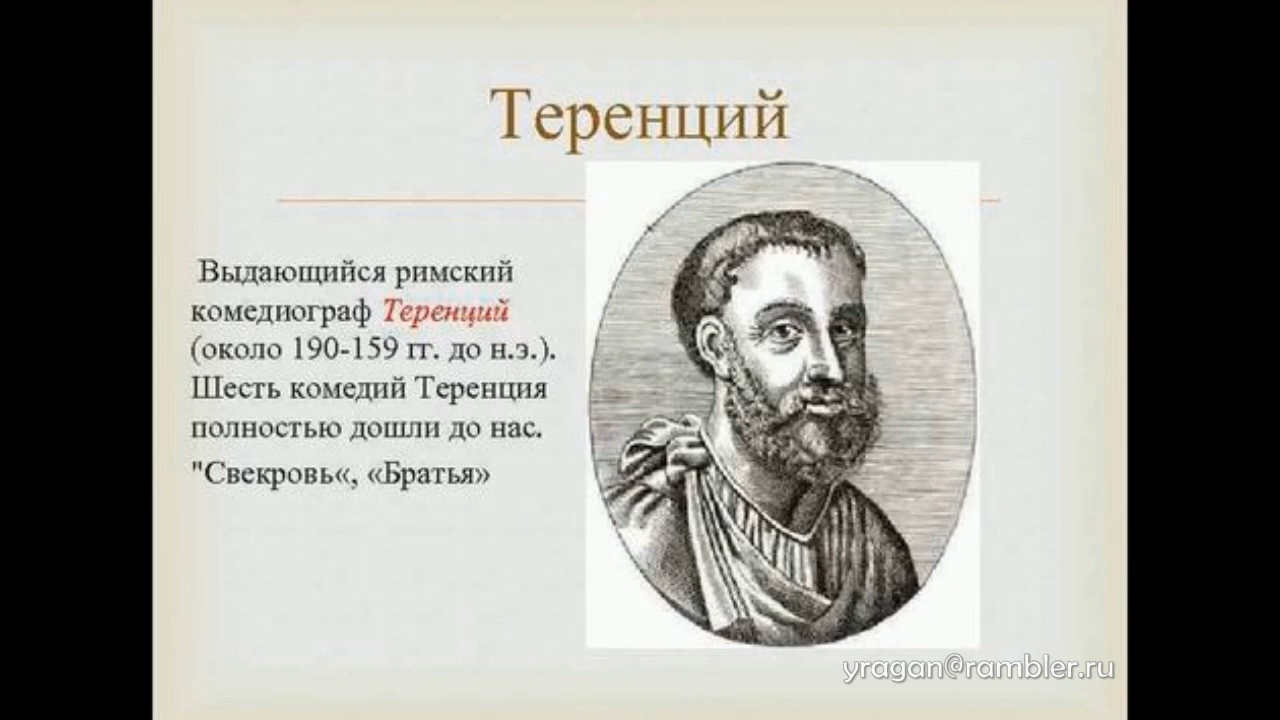 Теренций
Выдающийся римский
комедиограф Теренций
(около 190-159 гг. до н.э.).
Шесть комедий Теренция
полностью дошли до нас.
"Свекровь«, «Братья»
yragan@rambler.ru